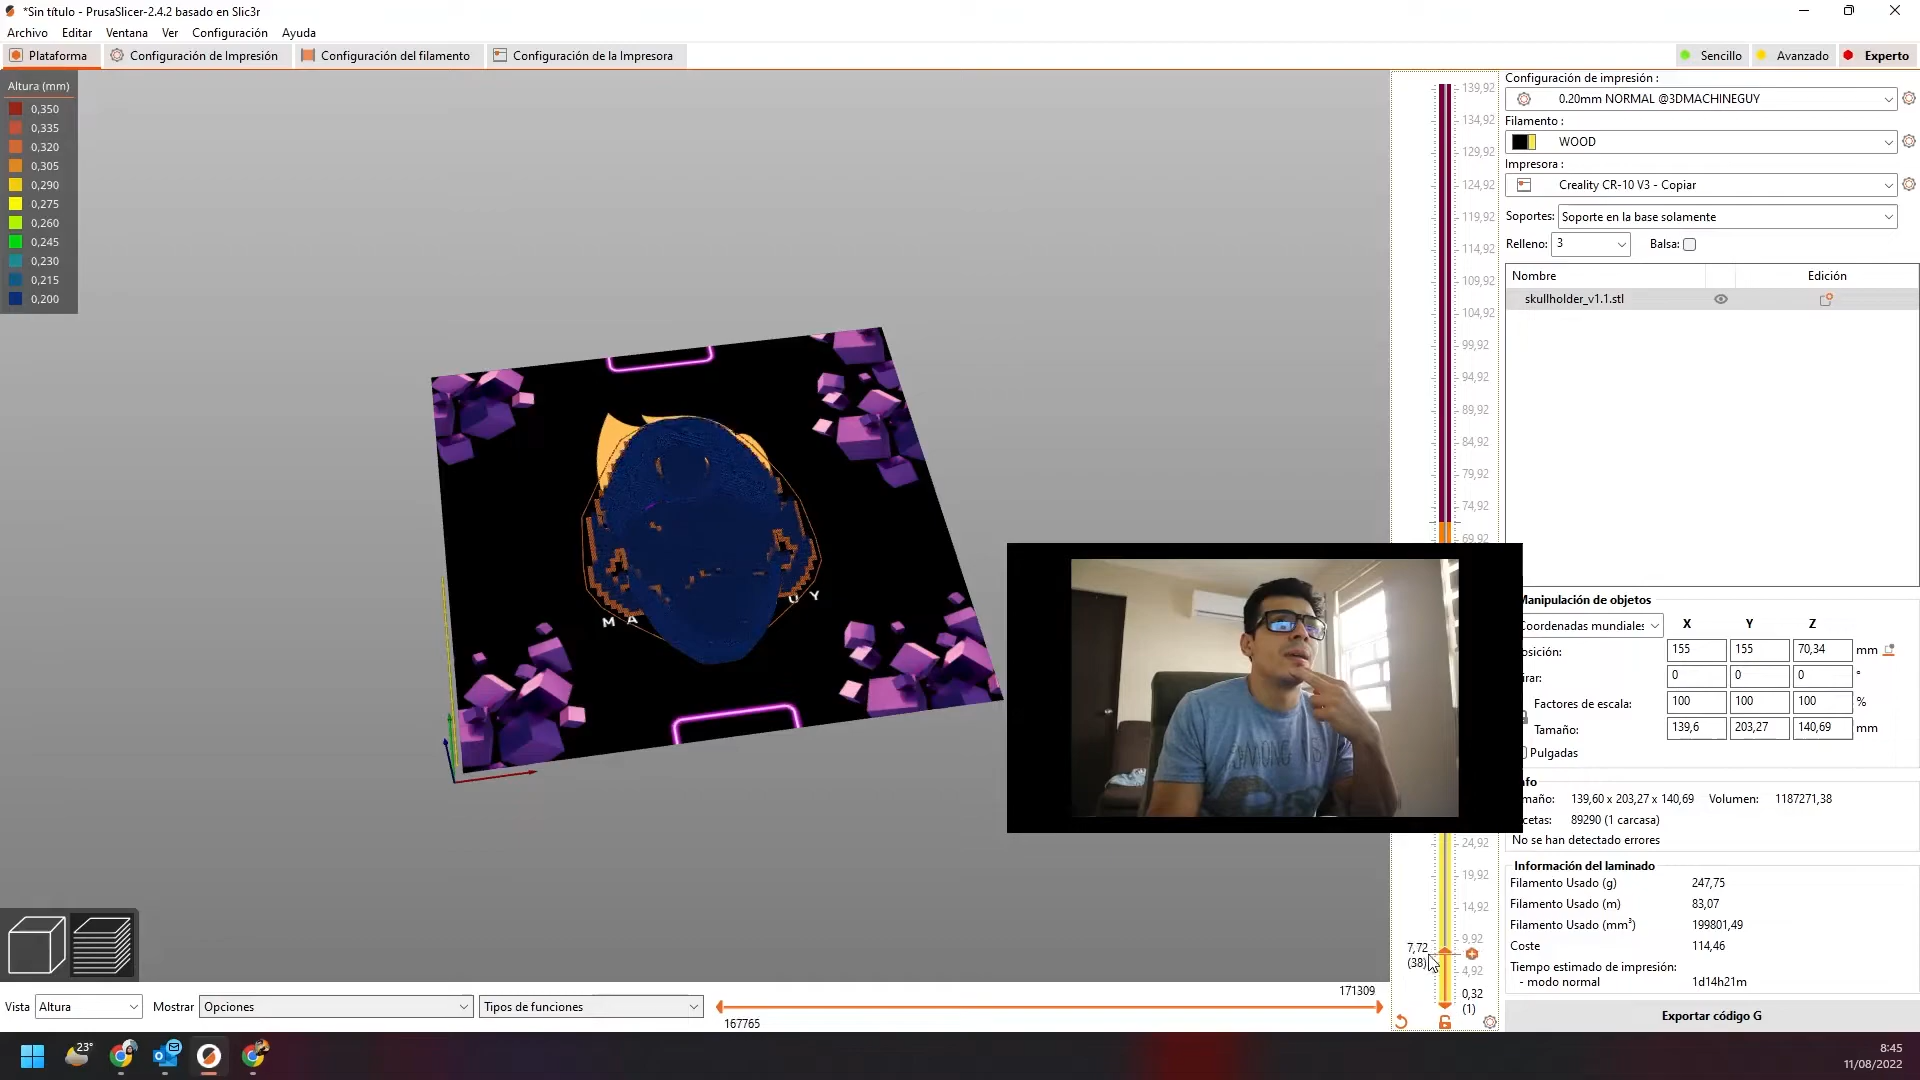 *Sin título - PrusaSlicer-2.4.2 basado en Slic3r
Archivo Editar Ventana Ver Configuración Ayuda
Plataforma Configuración de Impresión Configuración del filamento Configuración de la Impresora Sencillo Avanzado Experto
Altura (mm)
0,350
0,335
0,320
0,305
0,290
0,275
0,260
0,245
0,230
0,215
0,200
M A
U Y
139,92
134,92
129,92
124,92
119,92
114,92
109,92
104,92
99,92
94,92
89,92
84,92
79,92
74,92
69,92
24,92
19,92
14,92
9,92
7,72
(38)
4,92
0,32
(1)
Configuración de impresión :
0.20mm NORMAL @3DMACHINEGUY
Filamento :
WOOD
Impresora :
Creality CR-10 V3 - Copiar
Soportes: Soporte en la base solamente
Relleno: 3 Balsa:
Nombre Edición
skullholder_v1.1.stl
Manipulación de objetos
Coordenadas mundiales X Y Z
osición: 155 155 70,34 mm
irar: 0 0 0 °
Factores de escala: 100 100 100 %
Tamaño: 139,6 203,27 140,69 mm
Pulgadas
nfo
maño: 139,60 x 203,27 x 140,69 Volumen: 1187271,38
cetas: 89290 (1 carcasa)
No se han detectado errores
Información del laminado
Filamento Usado (g) 247,75
Filamento Usado (m) 83,07
Filamento Usado (mm³) 199801,49
Coste 114,46
Tiempo estimado de impresión:
- modo normal 1d14h21m
Exportar código G
Vista Altura Mostrar Opciones Tipos de funciones
171309
167765
23°
8:45
11/08/2022